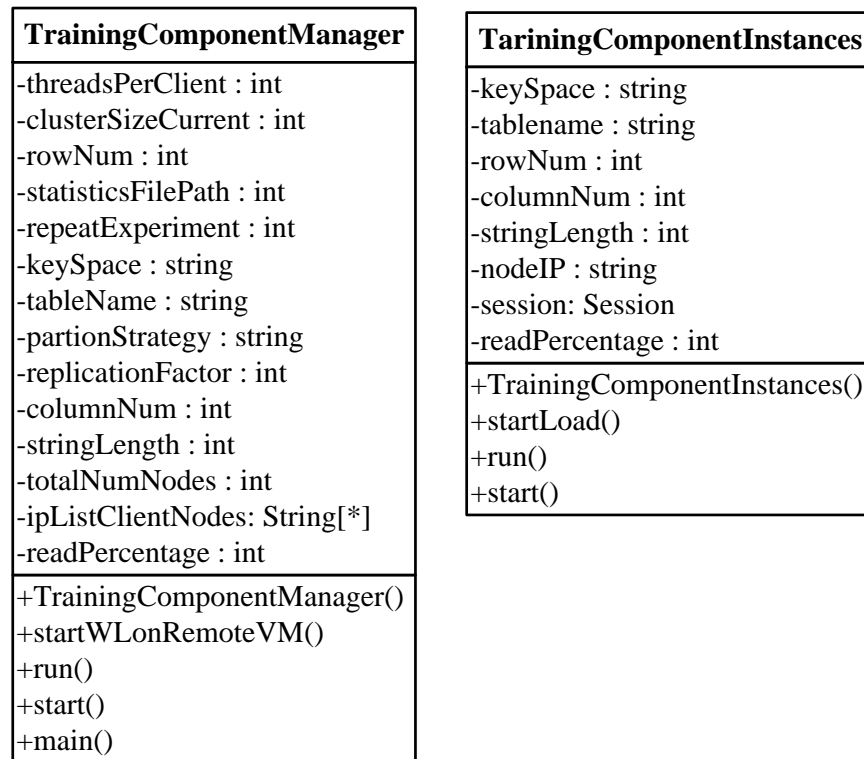 TrainingComponentManager
-threadsPerClient : int
-clusterSizeCurrent : int
-rowNum : int
-statisticsFilePath : int
-repeatExperiment : int
-keySpace : string
-tableName : string
-partionStrategy : string
-replicationFactor : int
-columnNum : int
-stringLength : int
-totalNumNodes : int
-ipListClientNodes: String[*]
-readPercentage : int
+TrainingComponentManager()
+startWLonRemoteVM()
+run()
+start()
+main()
TariningComponentInstances
-keySpace : string
-tablename : string
-rowNum : int
-columnNum : int
-stringLength : int
-nodeIP : string
-session: Session
-readPercentage : int
+TrainingComponentInstances()
+startLoad()
+run()
+start()